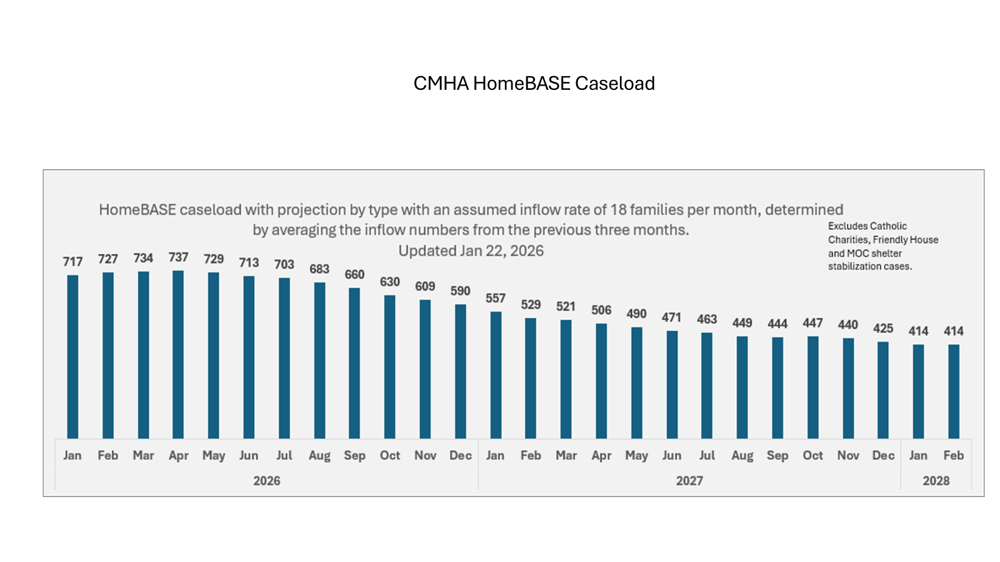 CMHA HomeBASE Caseload
HomeBASE caseload with projection by type with an assumed inflow rate of 18 families per month, determined
by averaging the inflow numbers from the previous three months.
Updated Jan 22, 2026
Excludes Catholic
Charities, Friendly House
and MOC shelter
stabilization cases.
717 727 734 737 729 713 703 683 660 630 609 590 557 529 521 506 490 471 463 449 444 447 440 425 414 414
Jan Feb Mar Apr May Jun Jul Aug Sep Oct Nov Dec Jan Feb Mar Apr May Jun Jul Aug Sep Oct Nov Dec Jan Feb
2026 2027 2028